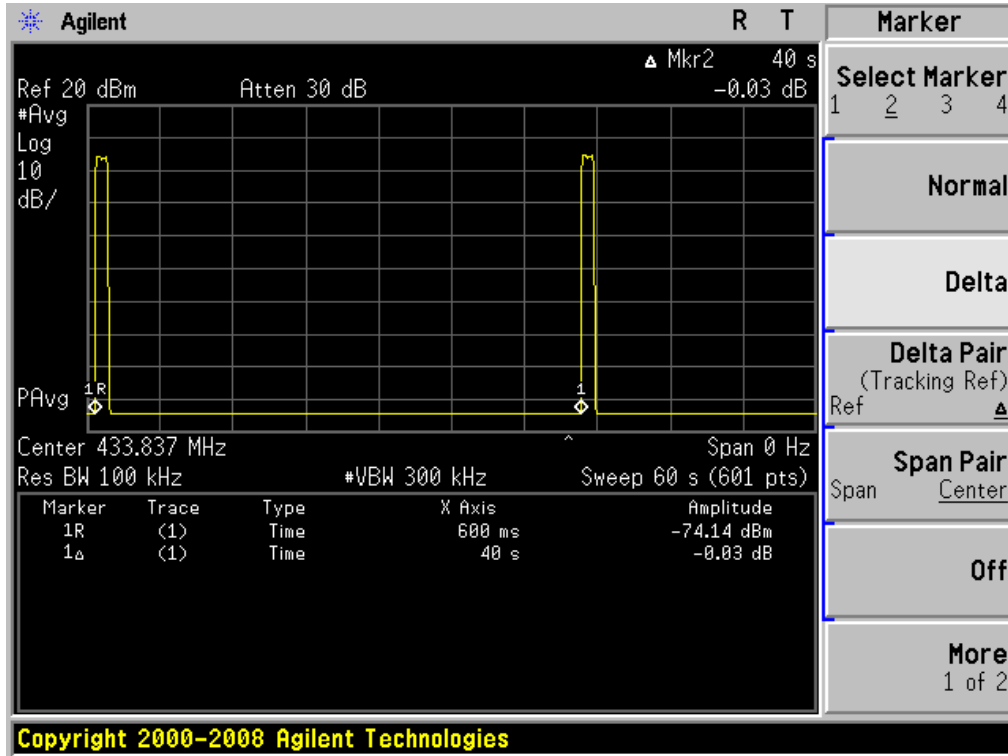 Agilent R T
Δ Mkr2 40 s
Ref 20 dBm Atten 30 dB -0.03 dB
#Avg
Log
10
dB/
1R 1
PAvg
Center 433.837 MHz ^ Span 0 Hz
Res BW 100 kHz #VBW 300 kHz Sweep 60 s (601 pts)
Marker Trace Type X Axis Amplitude
1R (1) Time 600 ms -74.14 dBm
1Δ (1) Time 40 s -0.03 dB
Copyright 2000-2008 Agilent Technologies
Marker
Select Marker
1 2 3 4
Normal
Delta
Delta Pair
(Tracking Ref)
Ref Δ
Span Pair
Span Center
Off
More
1 of 2